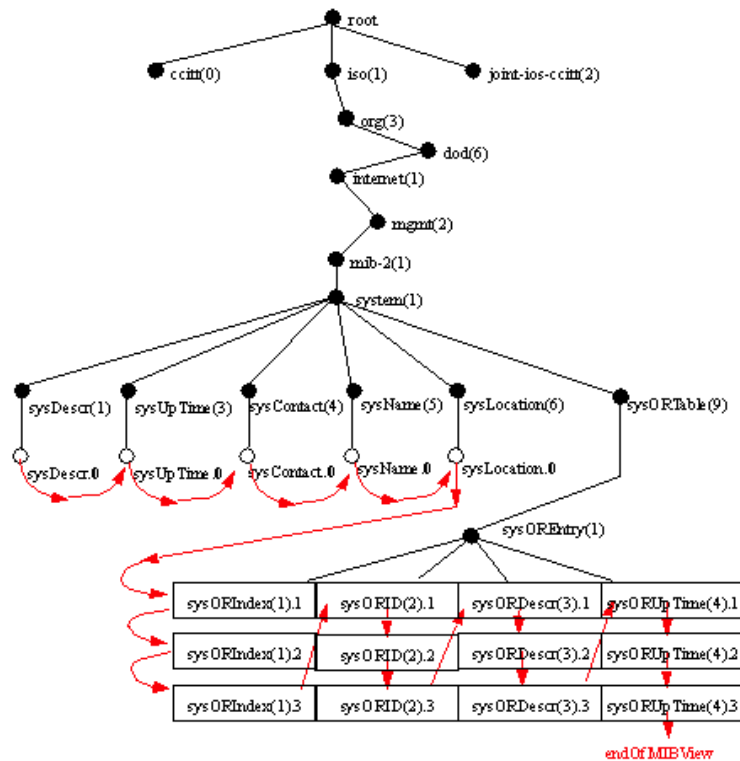 root
ccitt(0)
iso(1)
joint-ios-ccitt(2)
org(3)
dod(6)
internet(1)
mgmt(2)
mib-2(1)
system(1)
sysDescr(1)
sysUpTime(3)
sysContact(4)
sysName(5)
sysLocation(6)
sysORTable(9)
sysDescr.0
sysUpTime.0
sysContact.0
sysName.0
sysLocation.0
sysOREntry(1)
sysORIndex(1).1
sysORID(2).1
sysORDescr(3).1
sysORUpTime(4).1
sysORIndex(1).2
sysORID(2).2
sysORDescr(3).2
sysORUpTime(4).2
sysORIndex(1).3
sysORID(2).3
sysORDescr(3).3
sysORUpTime(4).3
endOfMIBView